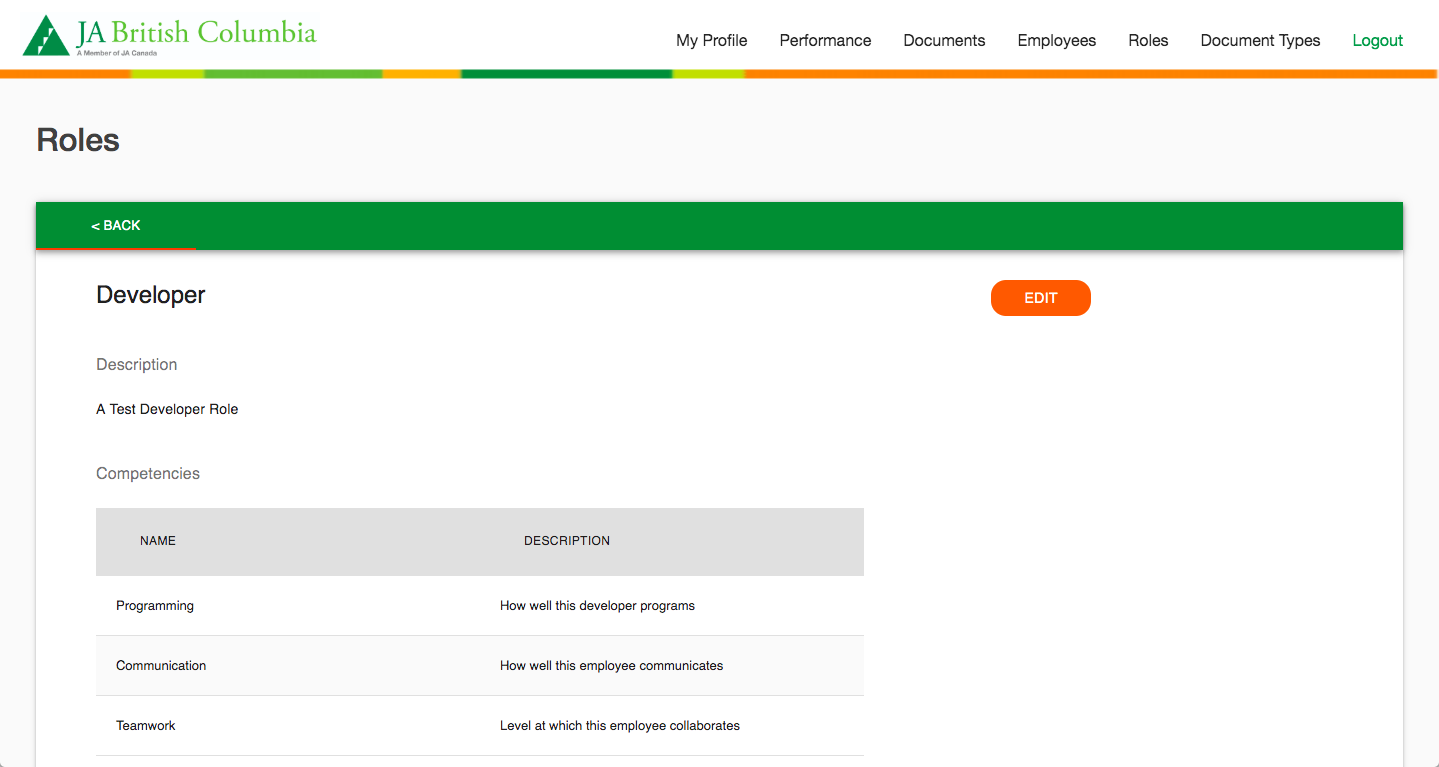 JA British Columbia
A Member of JA Canada
My Profile Performance Documents Employees Roles Document Types Logout
Roles
< BACK
Developer
EDIT
Description
A Test Developer Role
Competencies
NAME DESCRIPTION
Programming How well this developer programs
Communication How well this employee communicates
Teamwork Level at which this employee collaborates